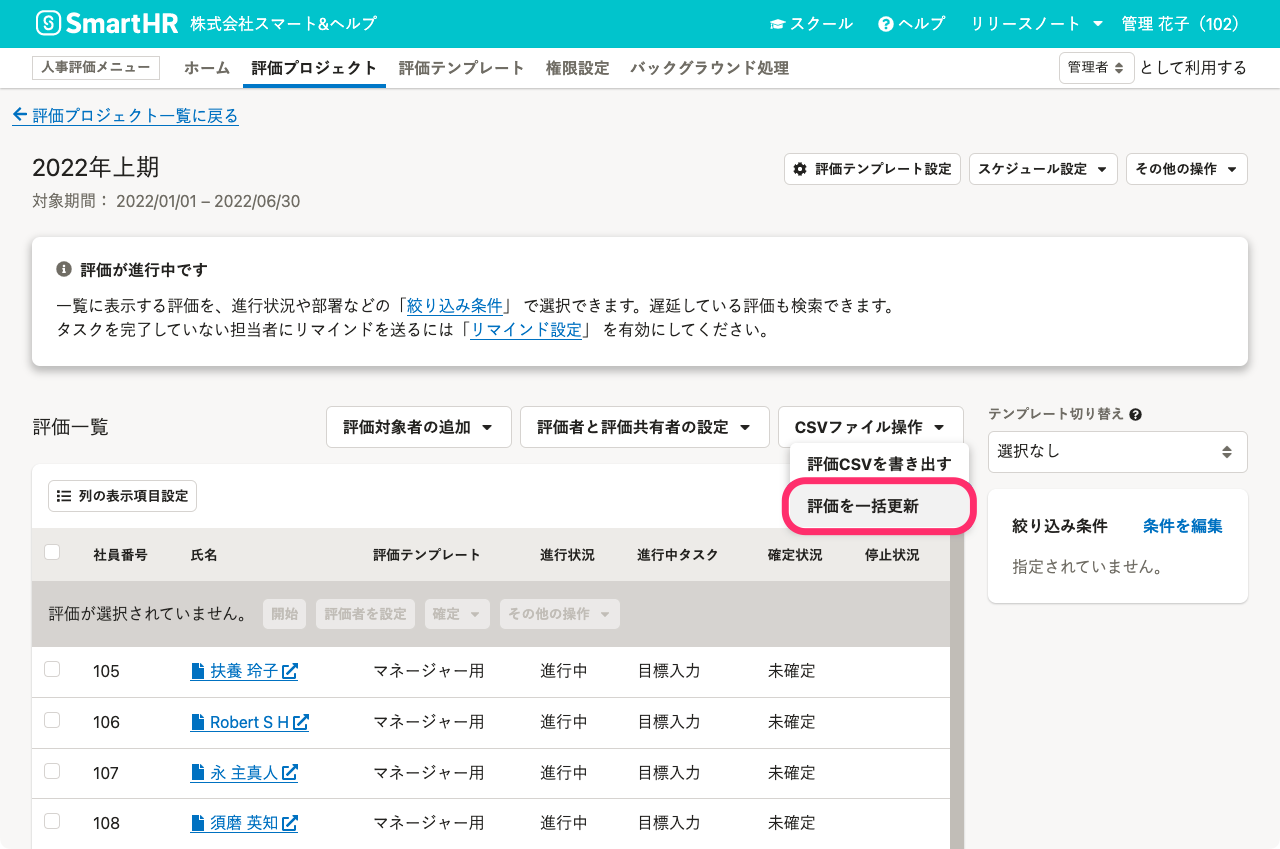 SmartHR 株式会社スマート&ヘルプ スクール ヘルプ リリースノート 管理 花子（102）
人事評価メニュー ホーム 評価プロジェクト 評価テンプレート 権限設定 バックグラウンド処理 管理者 として利用する
評価プロジェクト一覧に戻る
2022年上期 評価テンプレート設定 スケジュール設定 その他の操作
対象期間： 2022/01/01 – 2022/06/30
評価が進行中です
一覧に表示する評価を、進行状況や部署などの「絞り込み条件」 で選択できます。遅延している評価も検索できます。
タスクを完了していない担当者にリマインドを送るには「リマインド設定」 を有効にしてください。
評価一覧 評価対象者の追加 評価者と評価共有者の設定 CSVファイル操作
評価CSVを書き出す
評価を一括更新
テンプレート切り替え
選択なし
絞り込み条件 条件を編集
指定されていません。
列の表示項目設定
社員番号 氏名 評価テンプレート 進行状況 進行中タスク 確定状況 停止状況
評価が選択されていません。 開始 評価者を設定 確定 その他の操作
105 扶養 玲子 マネージャー用 進行中 目標入力 未確定
106 Robert S H マネージャー用 進行中 目標入力 未確定
107 永 主真人 マネージャー用 進行中 目標入力 未確定
108 須磨 英知 マネージャー用 進行中 目標入力 未確定